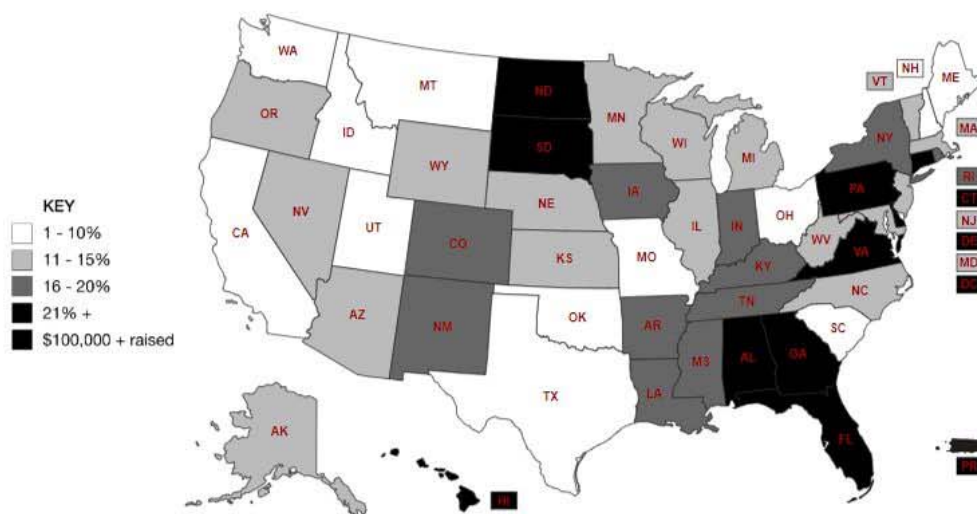 WA
MT
ND
MN
VT
NH
ME
OR
ID
SD
WI
MI
NY
MA
WY
RI
IA
PA
CT
NE
NJ
NV
OH
IL
IN
DE
CA
UT
CO
WV
VA
MD
KS
MO
KY
DC
NC
TN
AZ
NM
OK
AR
SC
MS
AL
GA
TX
LA
AK
FL
PR
HI
KEY
1 - 10%
11 - 15%
16 - 20%
21% +
$100,000 + raised